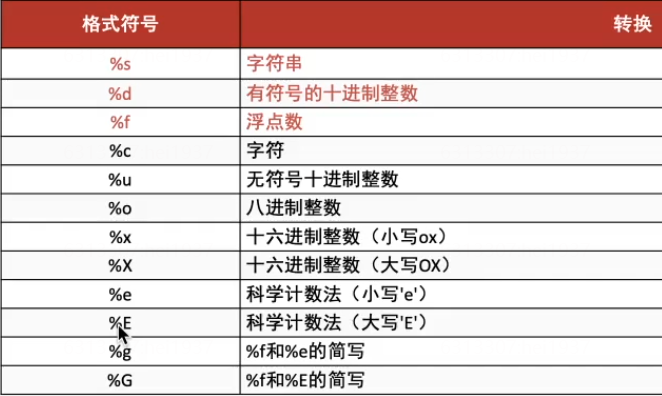 格式符号 转换
%s 字符串
%d 有符号的十进制整数
%f 浮点数
%c 字符
%u 无符号十进制整数
%o 八进制整数
%x 十六进制整数（小写ox）
%X 十六进制整数（大写OX）
%e 科学计数法（小写'e'）
%E 科学计数法（大写'E'）
%g %f和%e的简写
%G %f和%E的简写